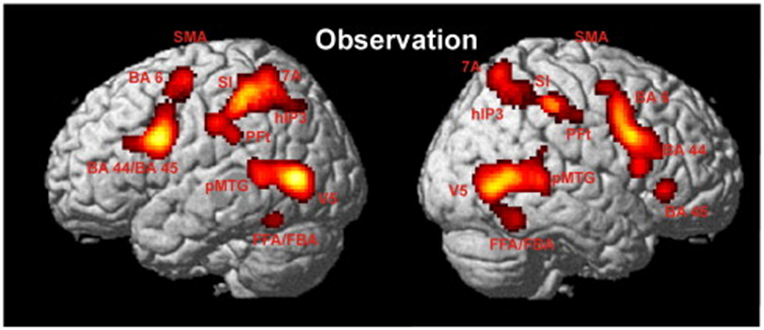 SMA
Observation
SMA
BA 6
SI
7A
hIP3
PFt
BA 44/BA 45
pMTG
V5
FFA/FBA
7A
SI
BA 6
hIP3
PFt
BA 44
V5
pMTG
BA 45
FFA/FBA